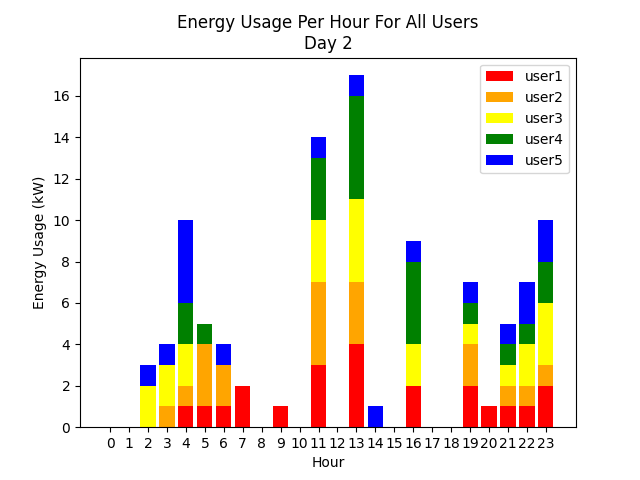 Energy Usage Per Hour For All Users
Day 2
user1
user2
user3
user4
user5
Energy Usage (kW)
16
14
12
10
8
6
4
2
0
0 1 2 3 4 5 6 7 8 9 10 11 12 13 14 15 16 17 18 19 20 21 22 23
Hour